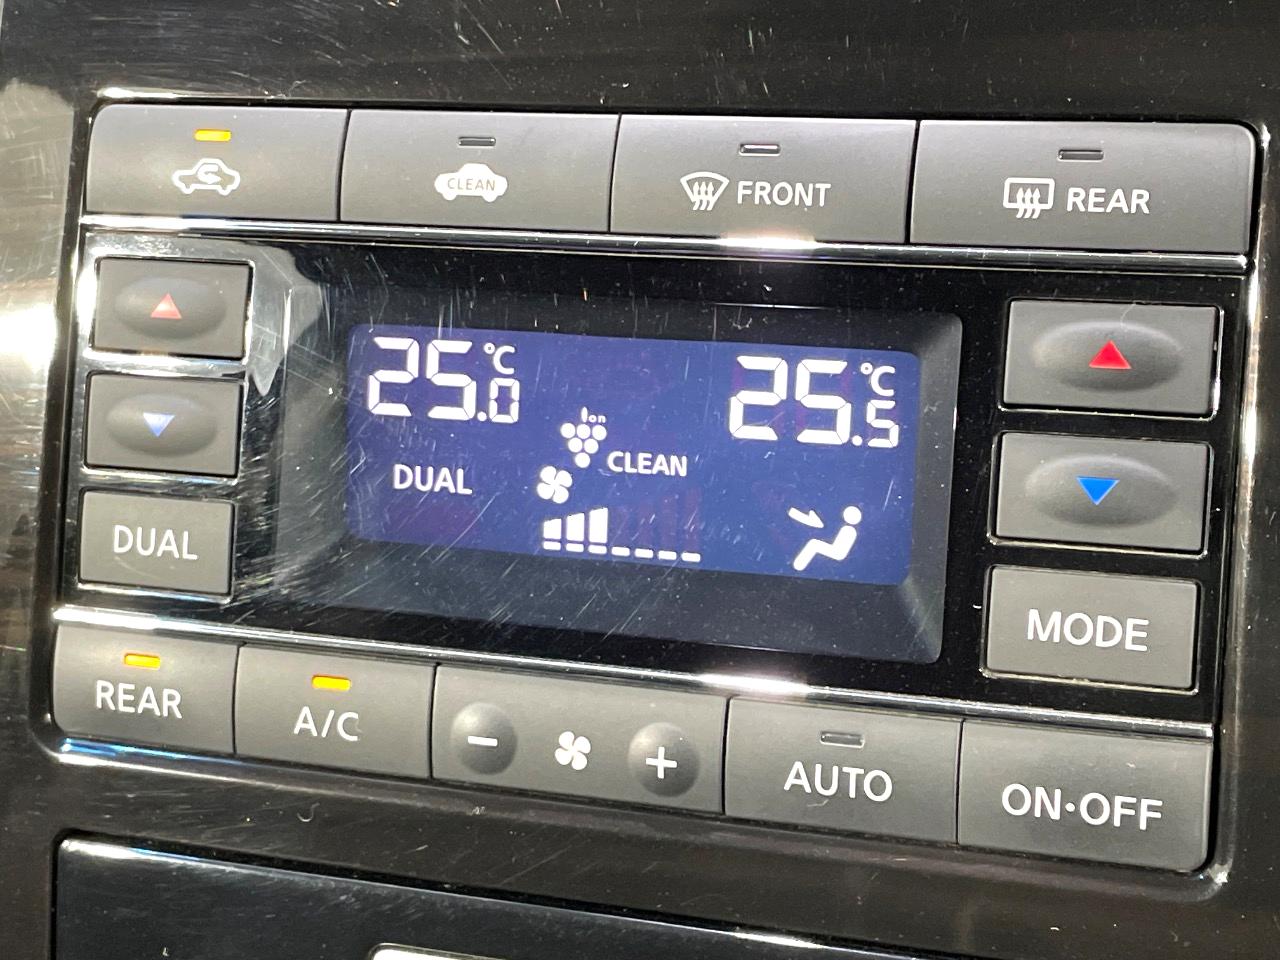 CLEAN
FRONT
REAR
25.0°C
25.5°C
Ion
CLEAN
DUAL
DUAL
MODE
REAR
A/C
AUTO
ON•OFF